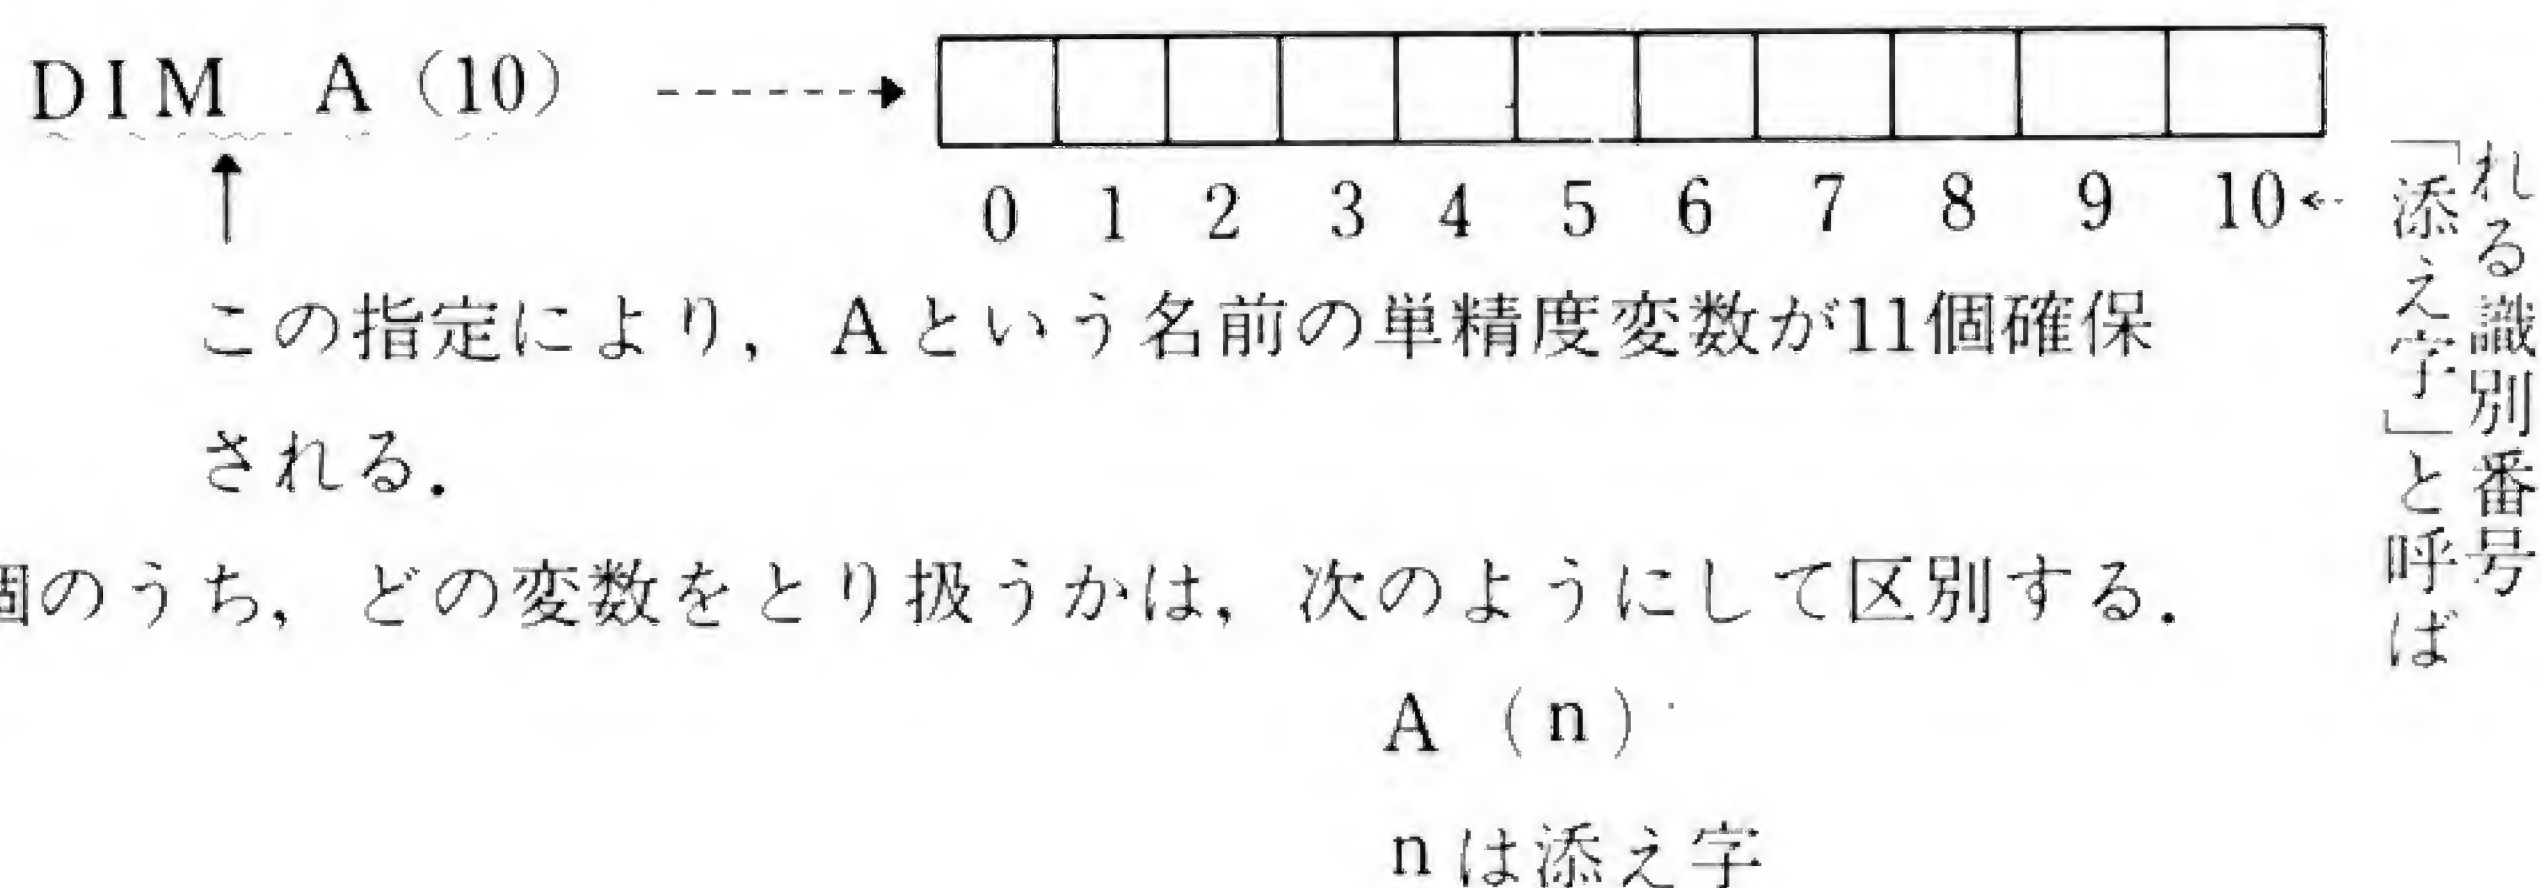 DIM A (10)
0 1 2 3 4 5 6 7 8 9 10
「添え字」と呼ば
れる識別番号
この指定により，Aという名前の単精度変数が11個確保
される．
個のうち，どの変数をとり扱うかは，次のようにして区別する．
A (n)
nは添え字